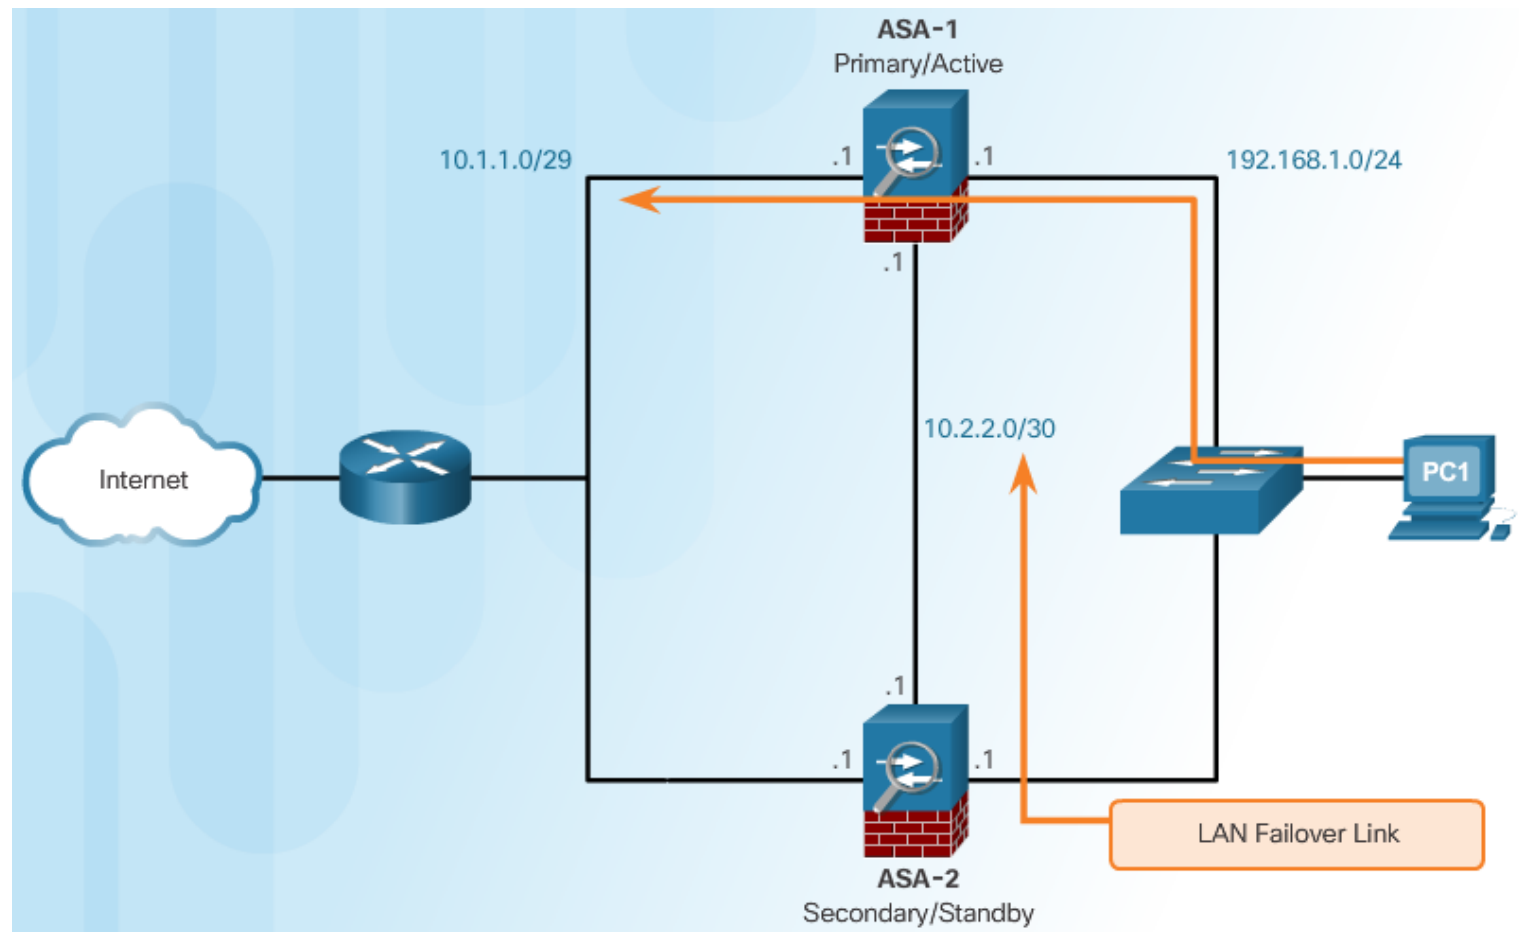 ASA-1
Primary/Active
10.1.1.0/29
.1
.1
192.168.1.0/24
.1
10.2.2.0/30
Internet
PC1
.1
.1
.1
LAN Failover Link
ASA-2
Secondary/Standby